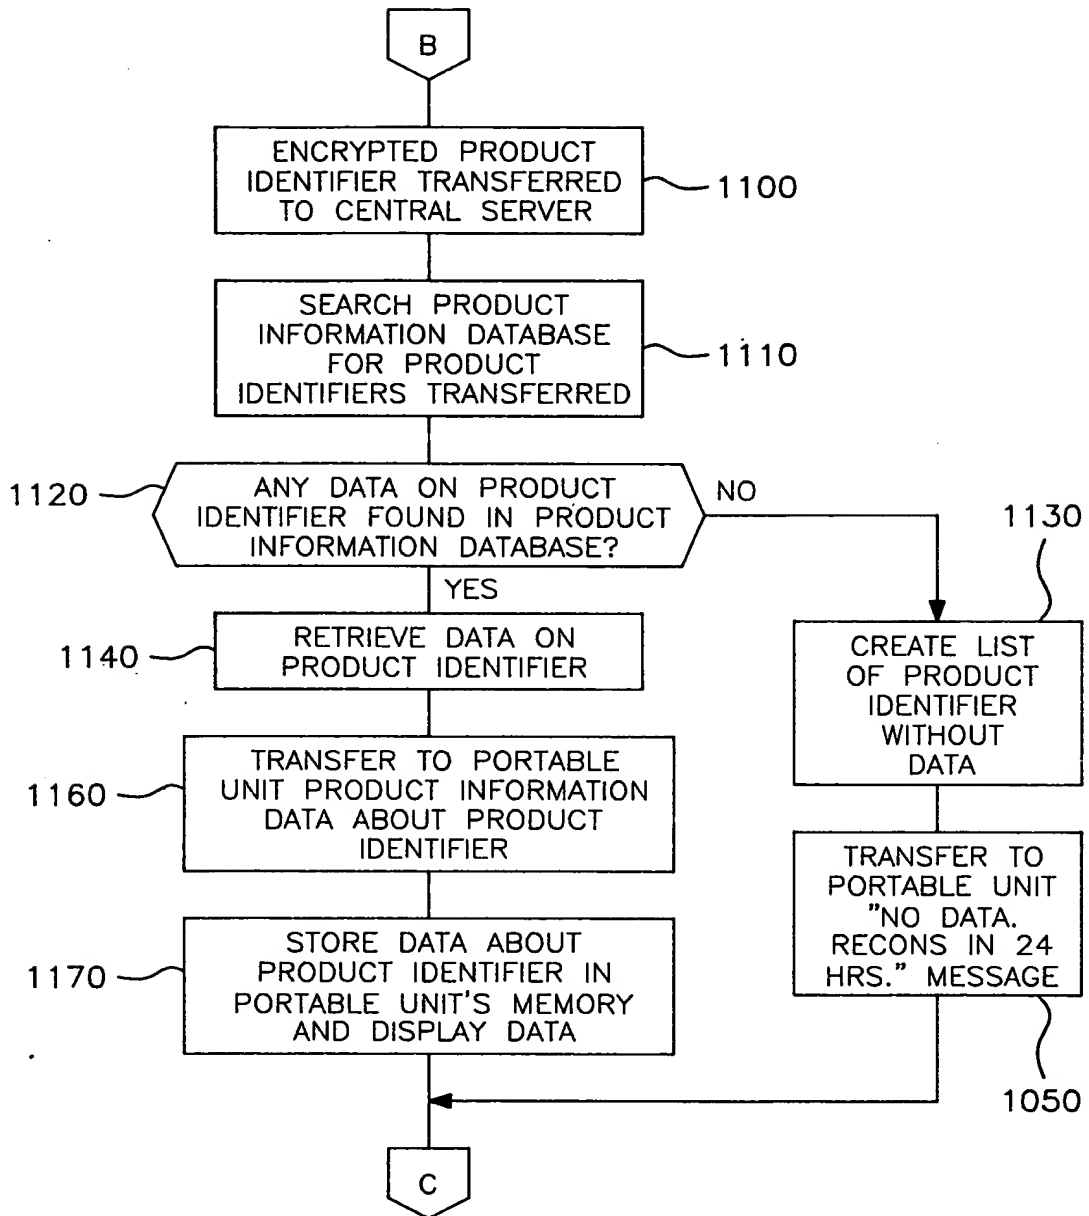 B
ENCRYPTED PRODUCT
IDENTIFIER TRANSFERRED
TO CENTRAL SERVER
1100
SEARCH PRODUCT
INFORMATION DATABASE
FOR PRODUCT
IDENTIFIERS TRANSFERRED
1110
1120
ANY DATA ON PRODUCT
IDENTIFIER FOUND IN PRODUCT
INFORMATION DATABASE?
NO
YES
1130
CREATE LIST
OF PRODUCT
IDENTIFIER
WITHOUT
DATA
1140
RETRIEVE DATA ON
PRODUCT IDENTIFIER
1160
TRANSFER TO PORTABLE
UNIT PRODUCT INFORMATION
DATA ABOUT PRODUCT
IDENTIFIER
TRANSFER TO
PORTABLE UNIT
"NO DATA.
RECONS IN 24
HRS." MESSAGE
1050
1170
STORE DATA ABOUT
PRODUCT IDENTIFIER IN
PORTABLE UNIT'S MEMORY
AND DISPLAY DATA
C